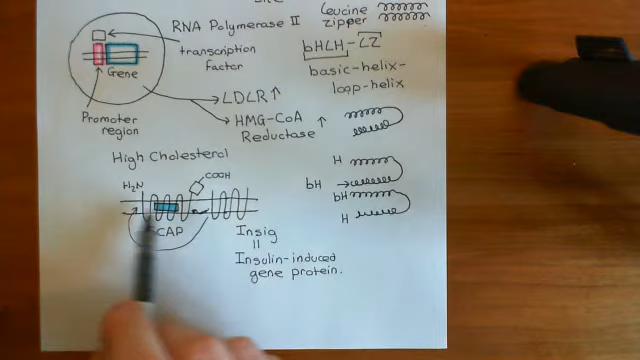 RNA Polymerase II
transcription
factor
Gene
Promoter
region
LDLR↑
HMG-CoA ↑
Reductase
Leucine
zipper
bHLH-LZ
basic-helix-
loop-helix
H
bH
bH
H
High Cholesterol
H₂N
COOH
SCAP
Insig
=
Insulin-induced
gene protein.